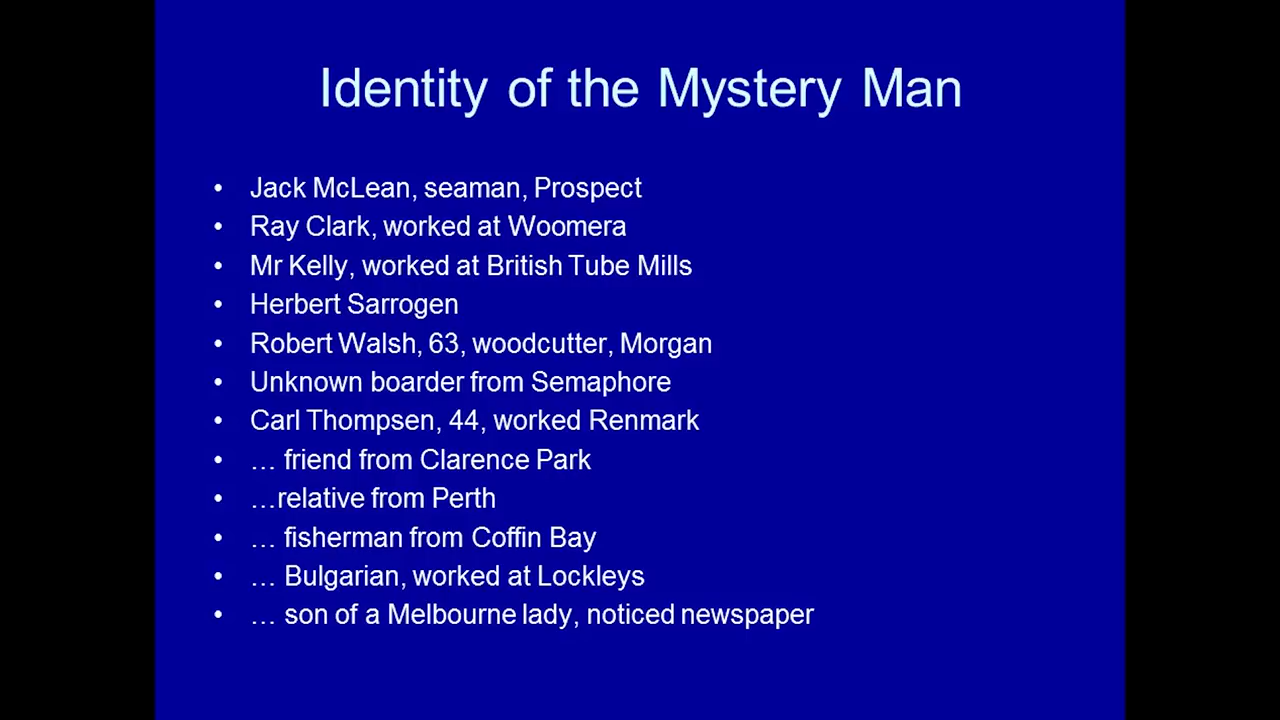 Identity of the Mystery Man
• Jack McLean, seaman, Prospect
• Ray Clark, worked at Woomera
• Mr Kelly, worked at British Tube Mills
• Herbert Sarrogen
• Robert Walsh, 63, woodcutter, Morgan
• Unknown boarder from Semaphore
• Carl Thompsen, 44, worked Renmark
• … friend from Clarence Park
• …relative from Perth
• … fisherman from Coffin Bay
• … Bulgarian, worked at Lockleys
• … son of a Melbourne lady, noticed newspaper